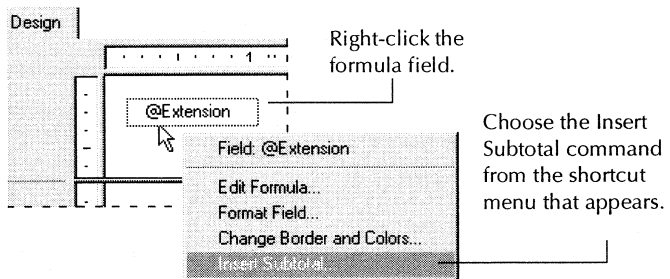 Design
Right-click the
formula field.
1
@Extension
Choose the Insert
Subtotal command
from the shortcut
menu that appears.
Field: @Extension
Edit Formula...
Format Field...
Change Border and Colors...
Insert Subtotal...